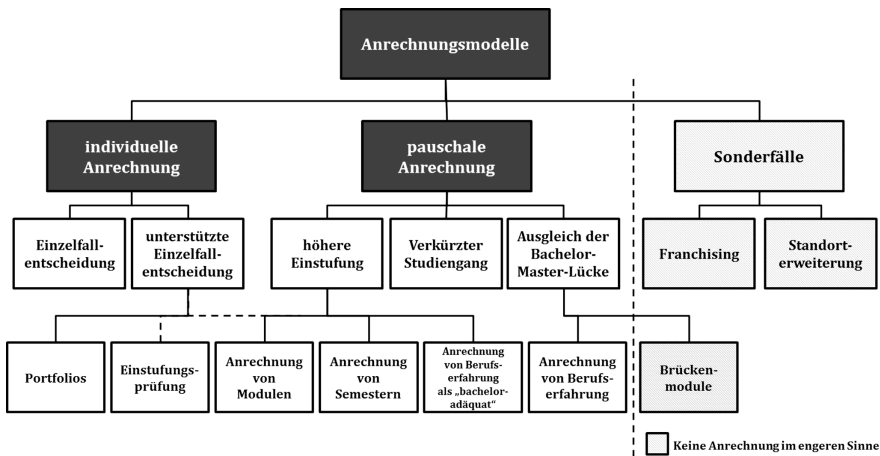 Anrechnungsmodelle
individuelle
Anrechnung
pauschale
Anrechnung
Sonderfälle
Einzelfall-
entscheidung
unterstützte
Einzelfall-
entscheidung
höhere
Einstufung
Verkürzter
Studiengang
Ausgleich der
Bachelor-
Master-Lücke
Franchising
Standort-
erweiterung
Portfolios
Einstufungs-
prüfung
Anrechnung
von
Modulen
Anrechnung
von
Semestern
Anrechnung
von Berufs-
erfahrung
als „bachelor-
adäquat“
Anrechnung
von Berufs-
erfahrung
Brücken-
module
Keine Anrechnung im engeren Sinne